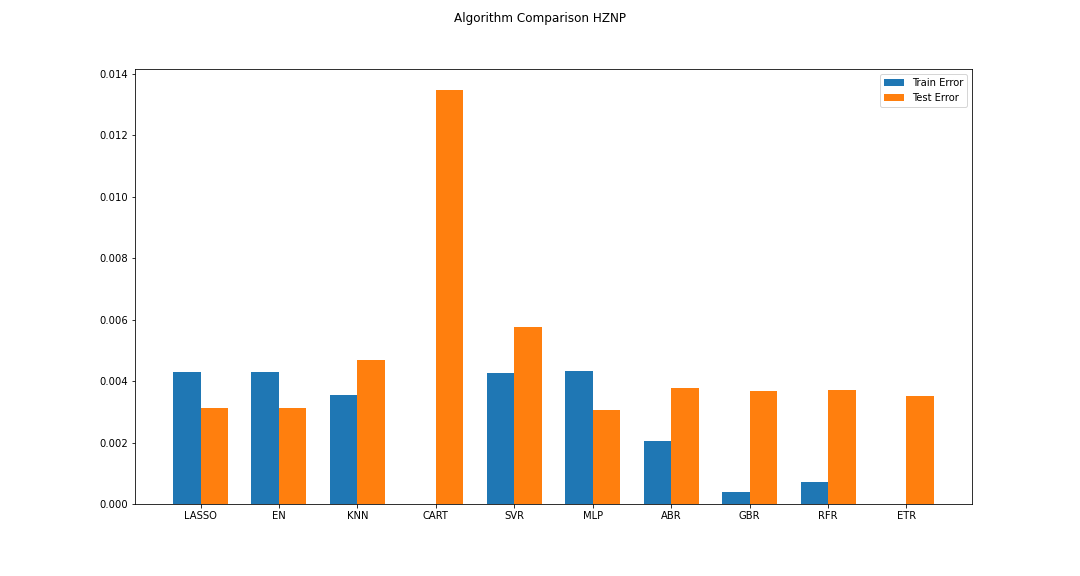 Algorithm Comparison HZNP
Train Error
Test Error
0.014
0.012
0.010
0.008
0.006
0.004
0.002
0.000
LASSO EN KNN CART SVR MLP ABR GBR RFR ETR